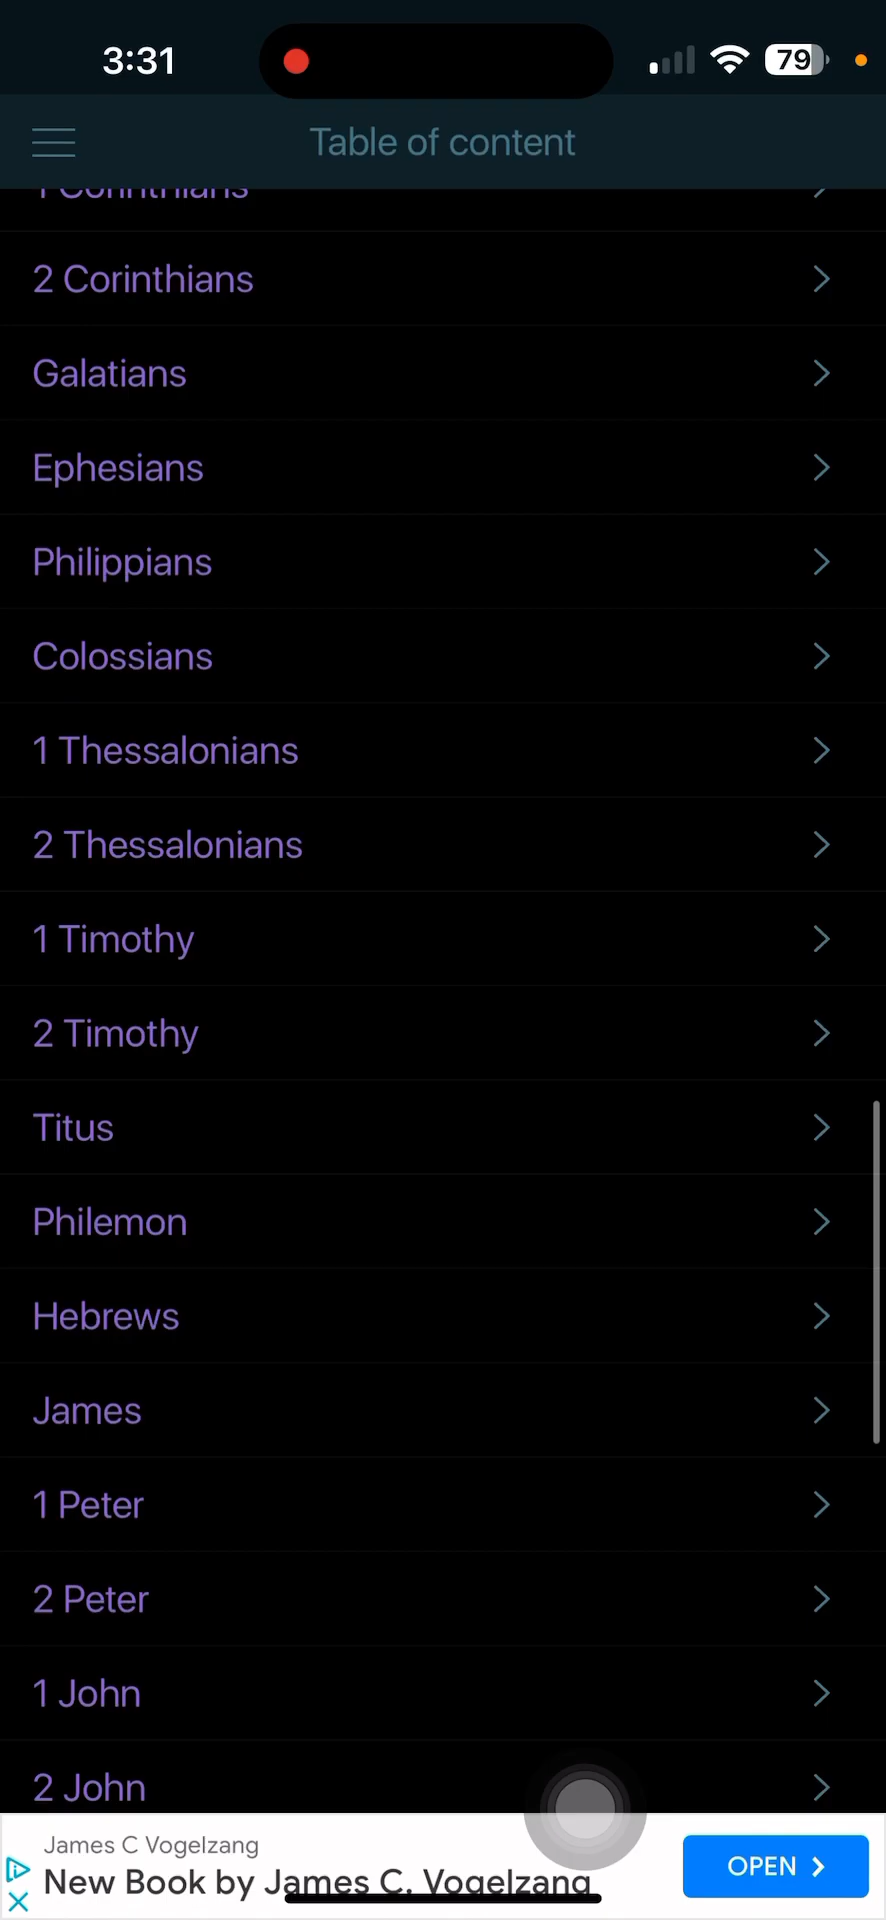 3:31
79
Table of content
1 Corinthians
2 Corinthians
Galatians
Ephesians
Philippians
Colossians
1 Thessalonians
2 Thessalonians
1 Timothy
2 Timothy
Titus
Philemon
Hebrews
James
1 Peter
2 Peter
1 John
2 John
James C Vogelzang
New Book by James C. Vogelzang
OPEN